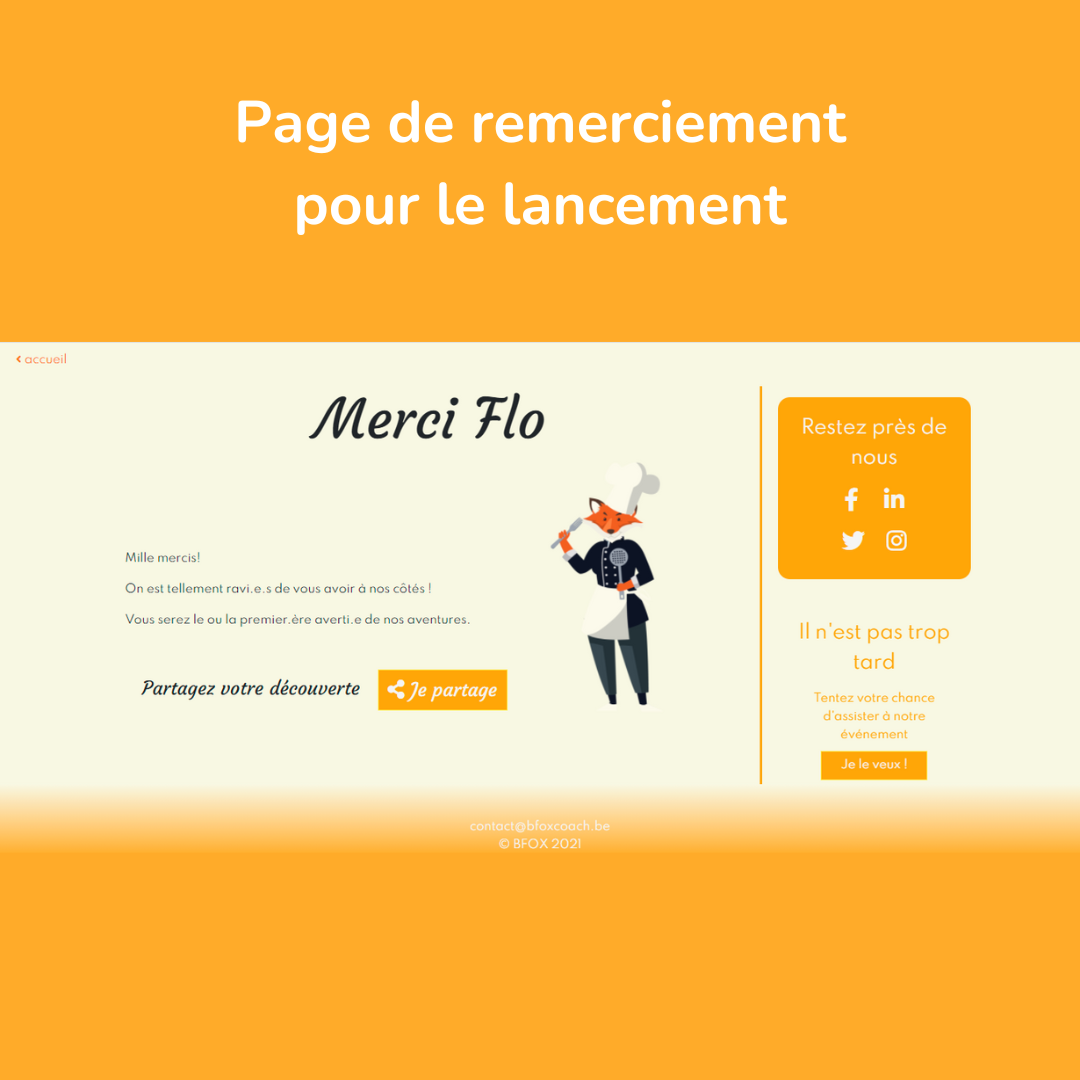 Page de remerciement
pour le lancement
accueil
Merci Flo
Mille mercis!
On est tellement ravi.e.s de vous avoir à nos côtés !
Vous serez le ou la premier.ère averti.e de nos aventures.
Partagez votre découverte
Je partage
Restez près de
nous
Il n'est pas trop
tard
Tentez votre chance
d'assister à notre
événement
Je le veux !
contact@bfoxcoach.be
© BFOX 2021